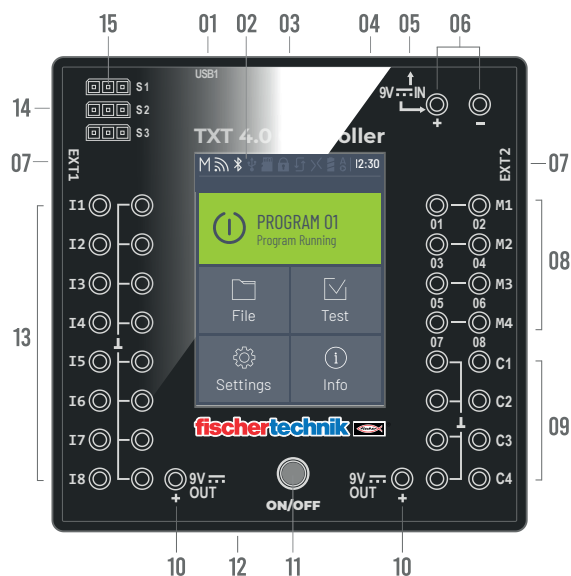 15 01 02 03 04 05 06
USB1
S1
S2
S3
14
9V IN
+ -
TXT 4.0 Controller
07 EXT1 EXT2 07
M 12:30
PROGRAM 01
Program Running
File Test
Settings Info
I1
I2
I3
I4
I5
I6
I7
I8
13
M1
01 02
M2
03 04
M3
05 06
M4
07 08
08
C1
C2
C3
C4
09
fischertechnik
9V
OUT
+
9V
OUT
+
ON/OFF
10 12 11 10